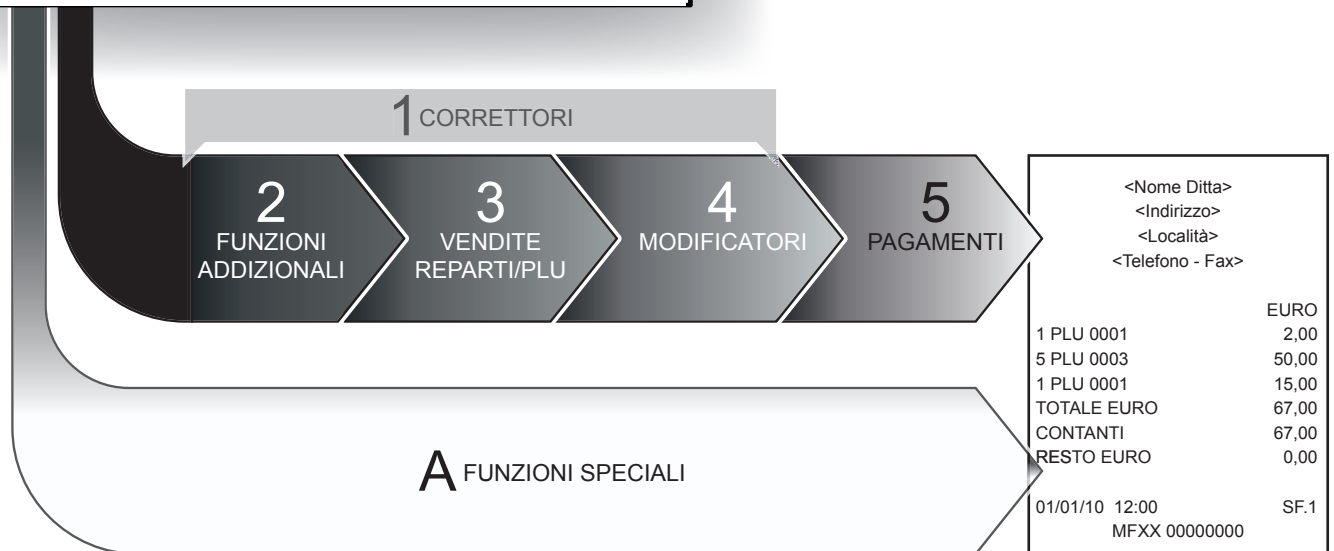 1 CORRETTORI
2
FUNZIONI
ADDIZIONALI
3
VENDITE
REPARTI/PLU
4
MODIFICATORI
5
PAGAMENTI
A FUNZIONI SPECIALI
<Nome Ditta>
<Indirizzo>
<Località>
<Telefono - Fax>
EURO
1 PLU 0001 2,00
5 PLU 0003 50,00
1 PLU 0001 15,00
TOTALE EURO 67,00
CONTANTI 67,00
RESTO EURO 0,00
01/01/10 12:00 SF.1
MFXX 00000000